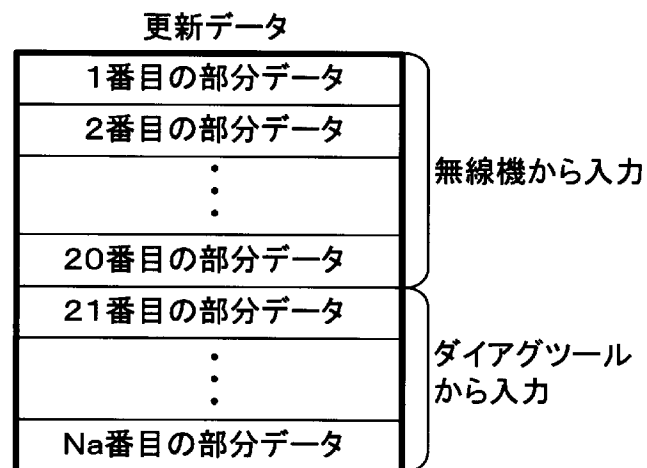 更新データ
1番目の部分データ
2番目の部分データ
・
・
・
20番目の部分データ
無線機から入力
21番目の部分データ
・
・
・
Na番目の部分データ
ダイアグツール
から入力